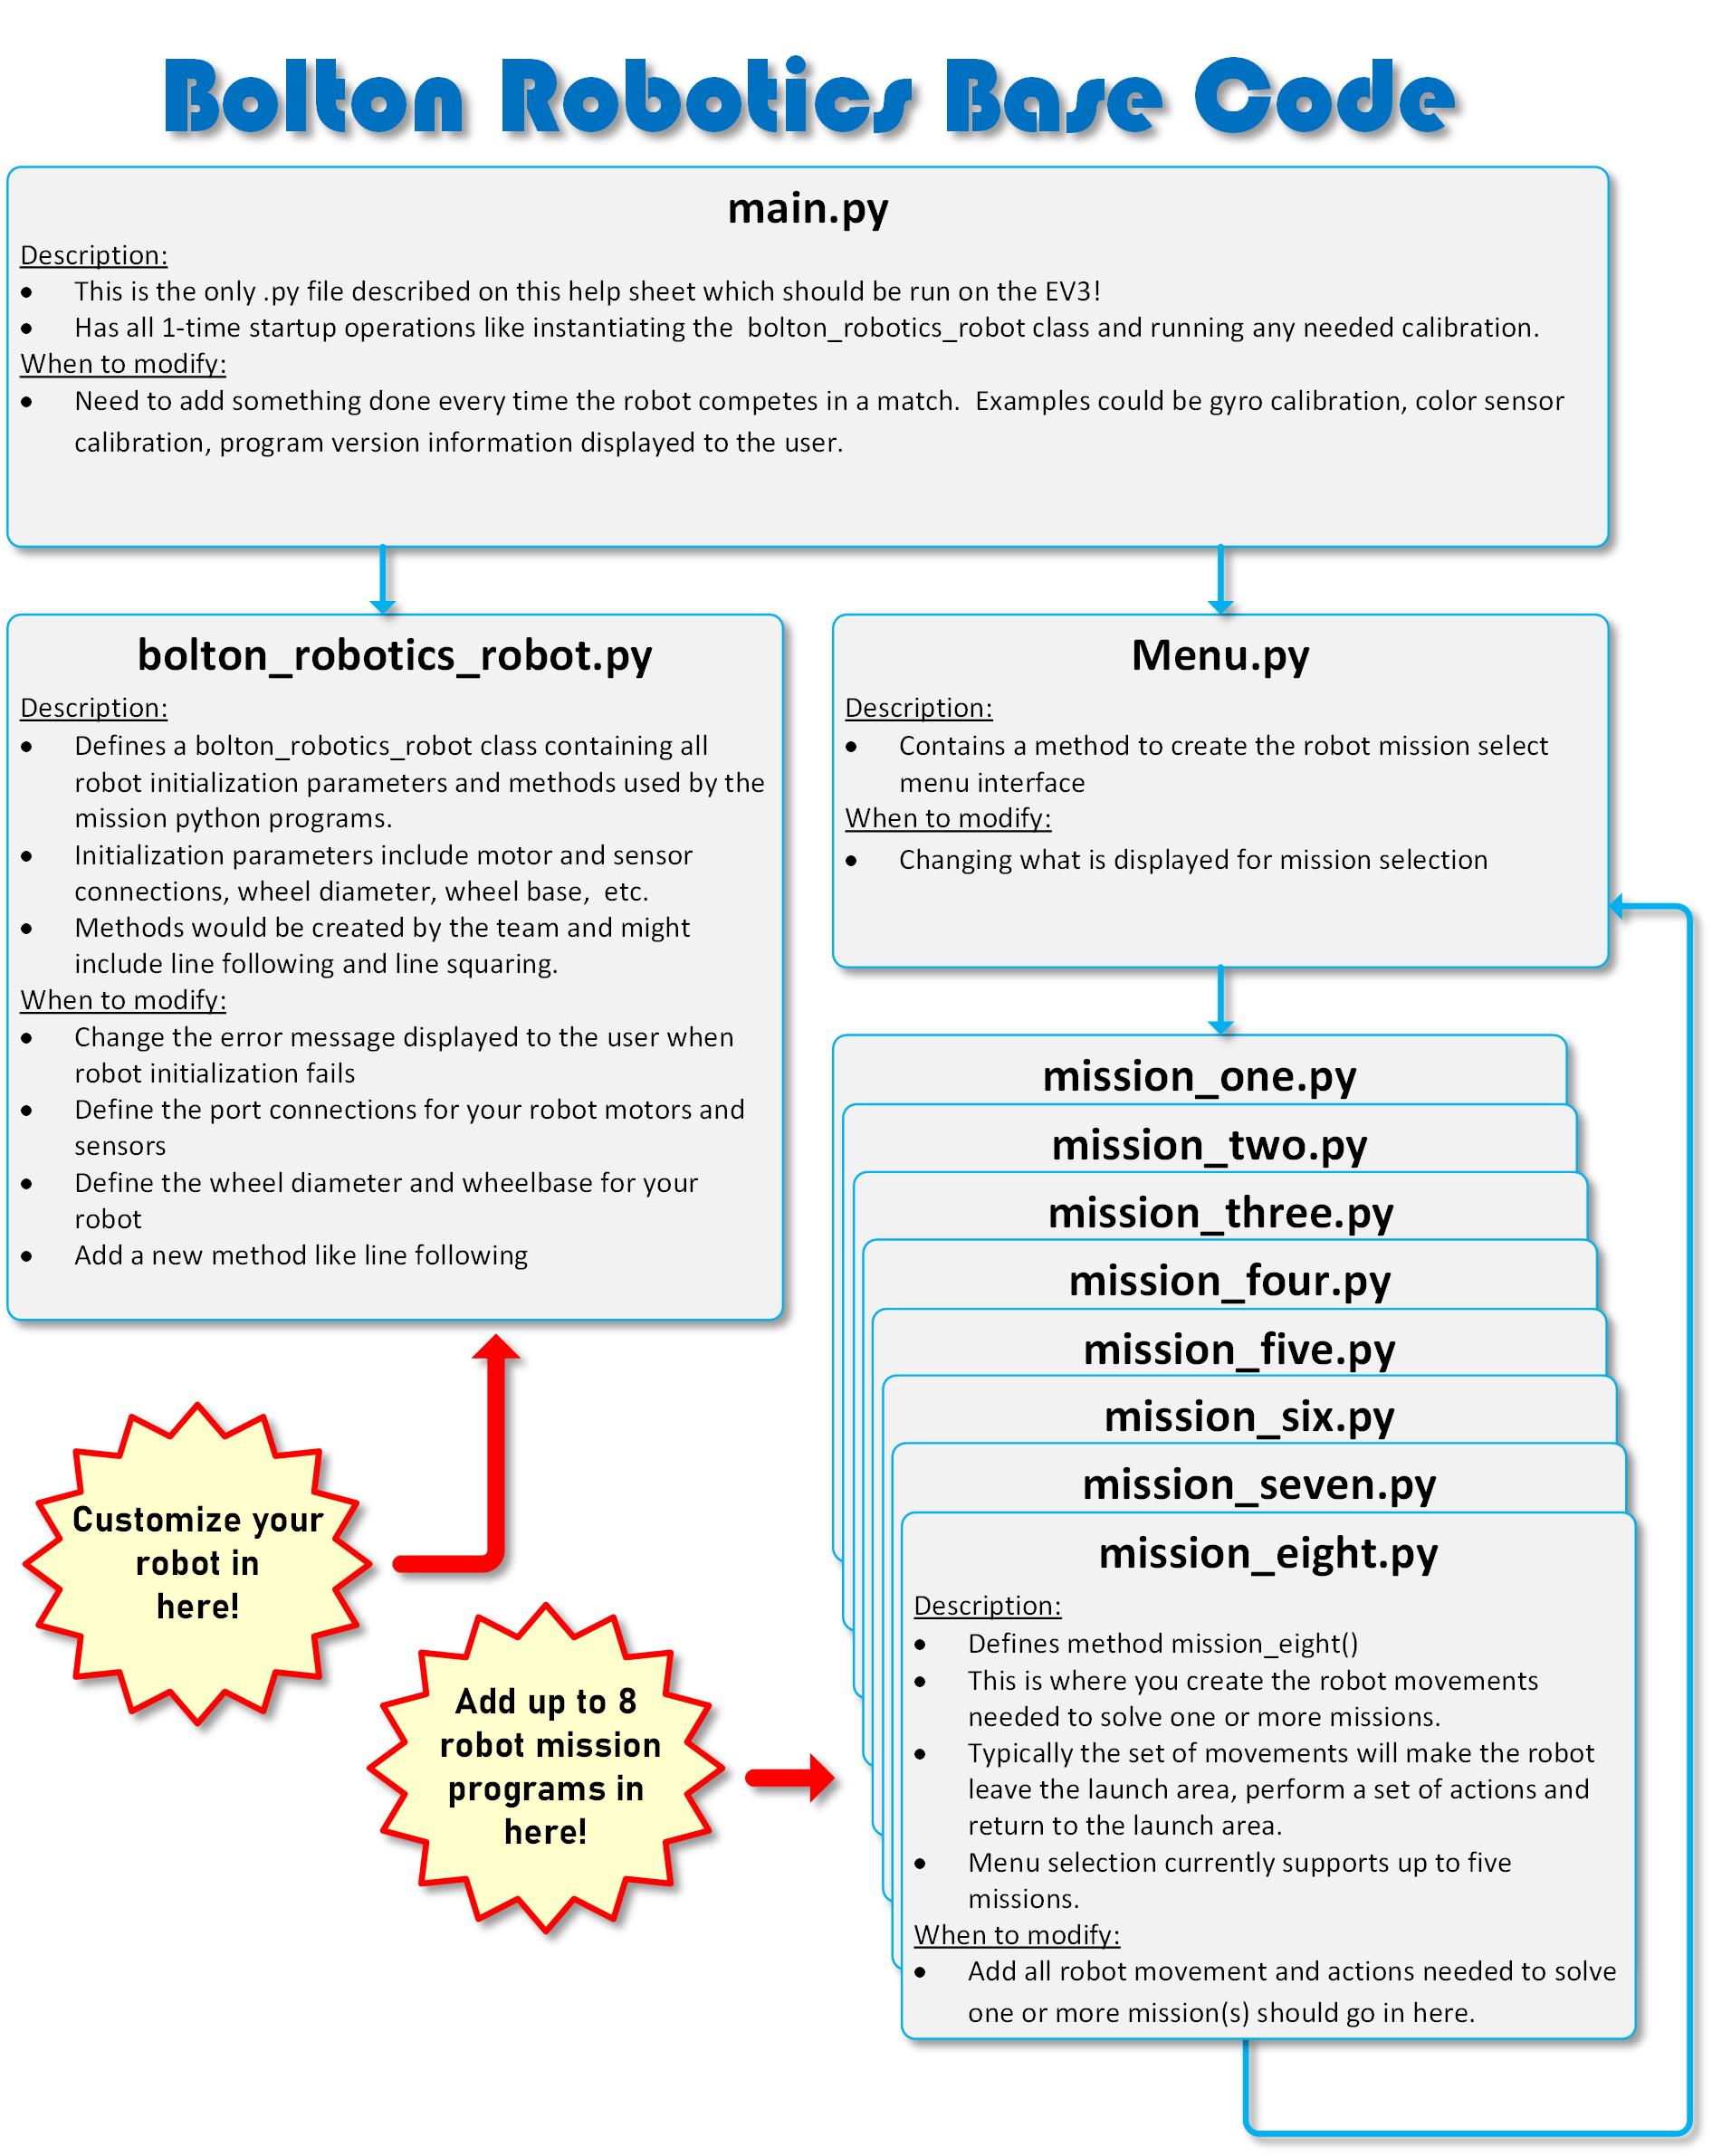 Bolton Robotics Base Code
main.py
Description:
• This is the only .py file described on this help sheet which should be run on the EV3!
• Has all 1-time startup operations like instantiating the  bolton_robotics_robot class and running any needed calibration.
When to modify:
• Need to add something done every time the robot competes in a match.  Examples could be gyro calibration, color sensor
calibration, program version information displayed to the user.
bolton_robotics_robot.py
Description:
• Defines a bolton_robotics_robot class containing all
robot initialization parameters and methods used by the
mission python programs.
• Initialization parameters include motor and sensor
connections, wheel diameter, wheel base,  etc.
• Methods would be created by the team and might
include line following and line squaring.
When to modify:
• Change the error message displayed to the user when
robot initialization fails
• Define the port connections for your robot motors and
sensors
• Define the wheel diameter and wheelbase for your
robot
• Add a new method like line following
Menu.py
Description:
• Contains a method to create the robot mission select
menu interface
When to modify:
• Changing what is displayed for mission selection
mission_one.py
mission_two.py
mission_three.py
mission_four.py
mission_five.py
mission_six.py
mission_seven.py
mission_eight.py
Description:
• Defines method mission_eight()
• This is where you create the robot movements
needed to solve one or more missions.
• Typically the set of movements will make the robot
leave the launch area, perform a set of actions and
return to the launch area.
• Menu selection currently supports up to five
missions.
When to modify:
• Add all robot movement and actions needed to solve
one or more mission(s) should go in here.
Customize your
robot in
here!
Add up to 8
robot mission
programs in
here!